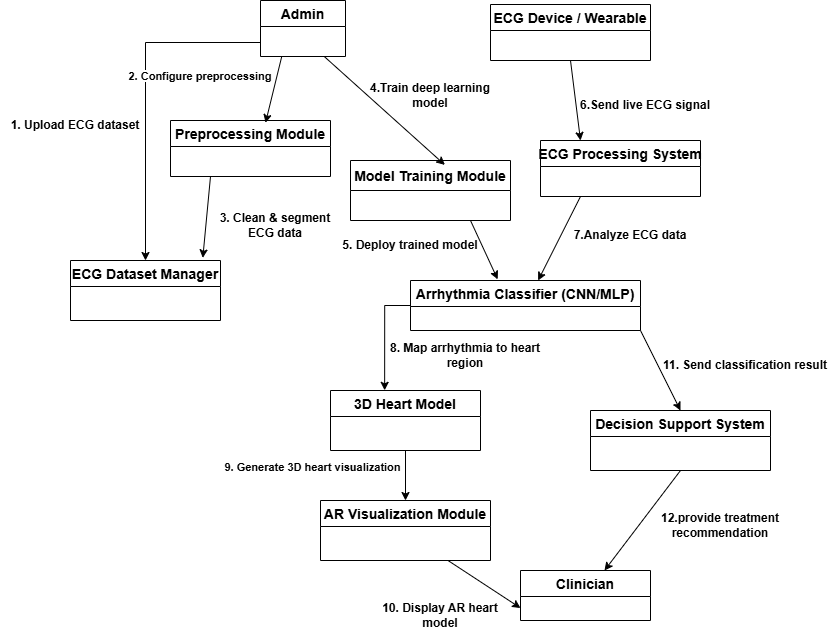 Admin
ECG Device / Wearable
2. Configure preprocessing
4.Train deep learning
model
6.Send live ECG signal
1. Upload ECG dataset
Preprocessing Module
ECG Processing System
Model Training Module
3. Clean & segment
ECG data
5. Deploy trained model
7.Analyze ECG data
ECG Dataset Manager
Arrhythmia Classifier (CNN/MLP)
8. Map arrhythmia to heart
region
11. Send classification result
3D Heart Model
Decision Support System
9. Generate 3D heart visualization
AR Visualization Module
12.provide treatment
recommendation
Clinician
10. Display AR heart
model